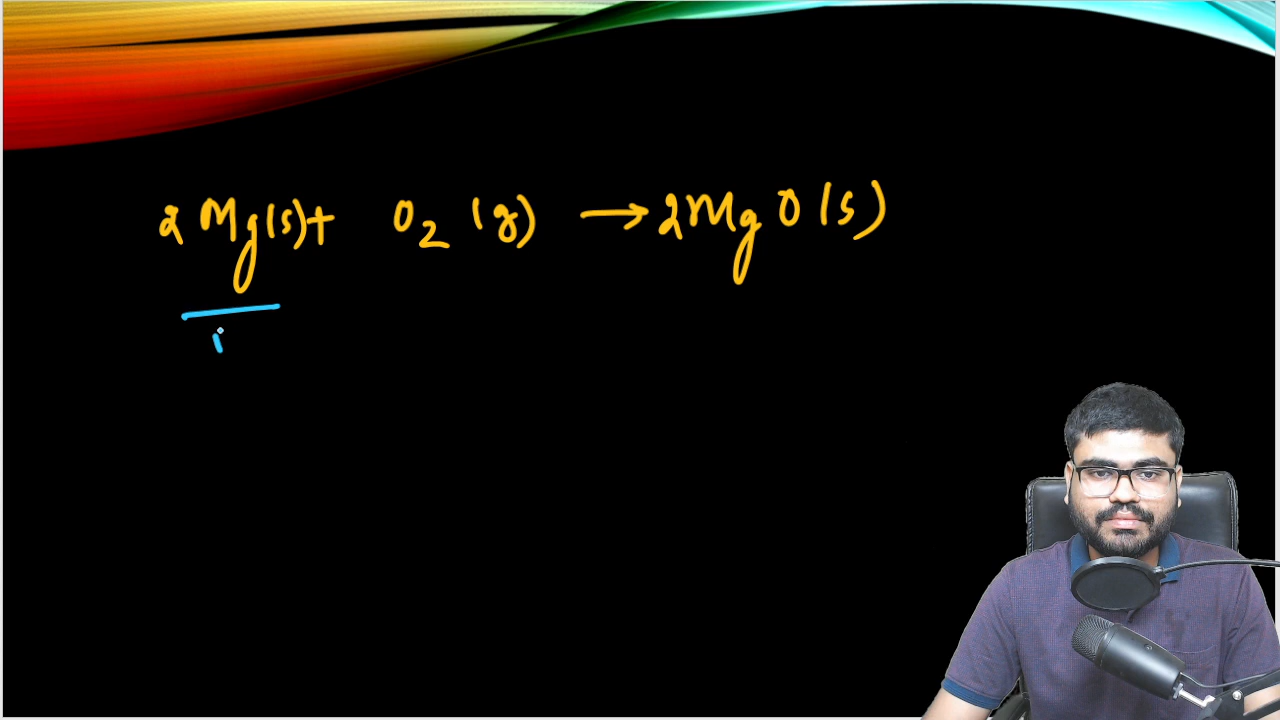 2 Mg(s) + O₂ (g) → 2MgO(s)
i